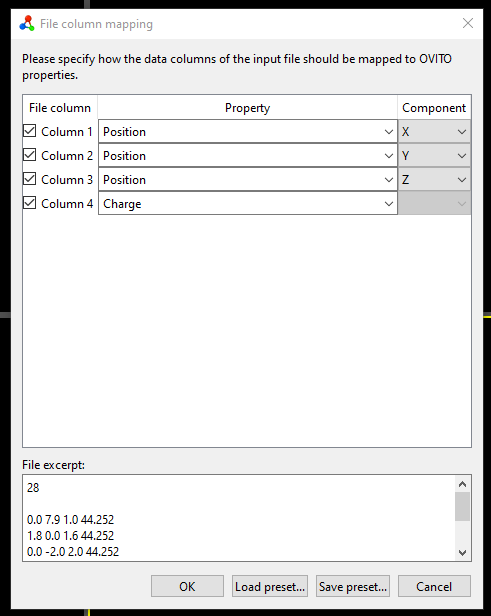 File column mapping
Please specify how the data columns of the input file should be mapped to OVITO
properties.
File column Property Component
Column 1 Position X
Column 2 Position Y
Column 3 Position Z
Column 4 Charge
File excerpt:
28
0.0 7.9 1.0 44.252
1.8 0.0 1.6 44.252
0.0 -2.0 2.0 44.252
OK Load preset... Save preset... Cancel